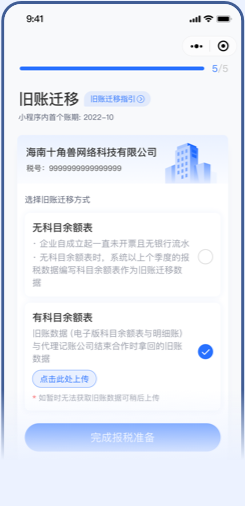 9:41
5/5
旧账迁移 旧账迁移指引
小程序内首个账期: 2022-10
海南十角兽网络科技有限公司
税号：9999999999999999
选择旧账迁移方式
无科目余额表
· 企业自成立起一直未开票且无银行流水
· 无科目余额表时，系统以上个季度的报
税数据编写科目余额表作为旧账迁移数
据
有科目余额表
旧账数据 (电子版科目余额表与明细账)
与代理记账公司结束合作时拿回的旧账
数据
点击此处上传
* 如暂时无法获取旧账数据可稍后上传
完成报税准备